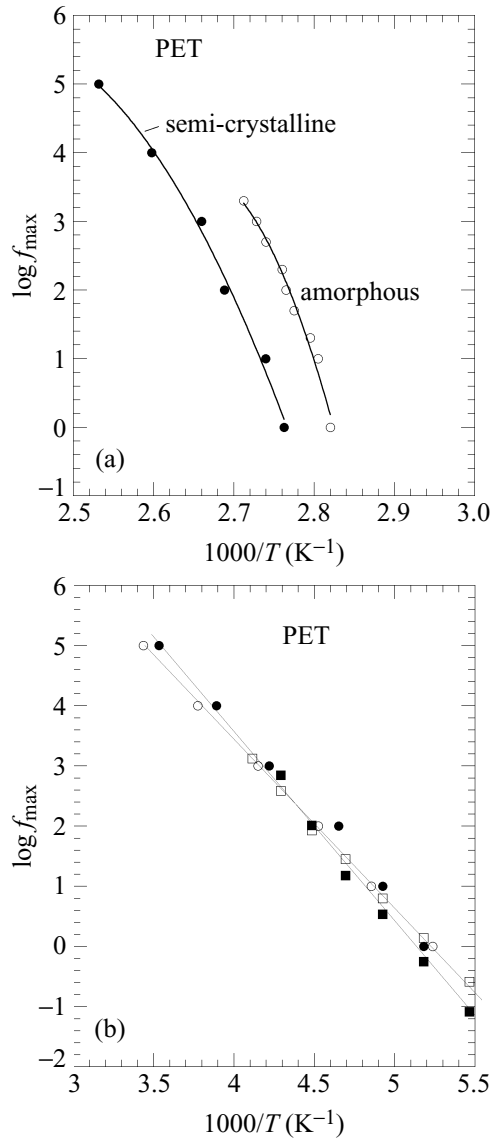 6
PET
5
semi-crystalline
4
3
log f_max
2
amorphous
1
0
(a)
−1
2.5 2.6 2.7 2.8 2.9 3.0
1000/T (K⁻¹)
6
PET
5
4
3
log f_max
2
1
0
−1
(b)
−2
3 3.5 4 4.5 5 5.5
1000/T (K⁻¹)